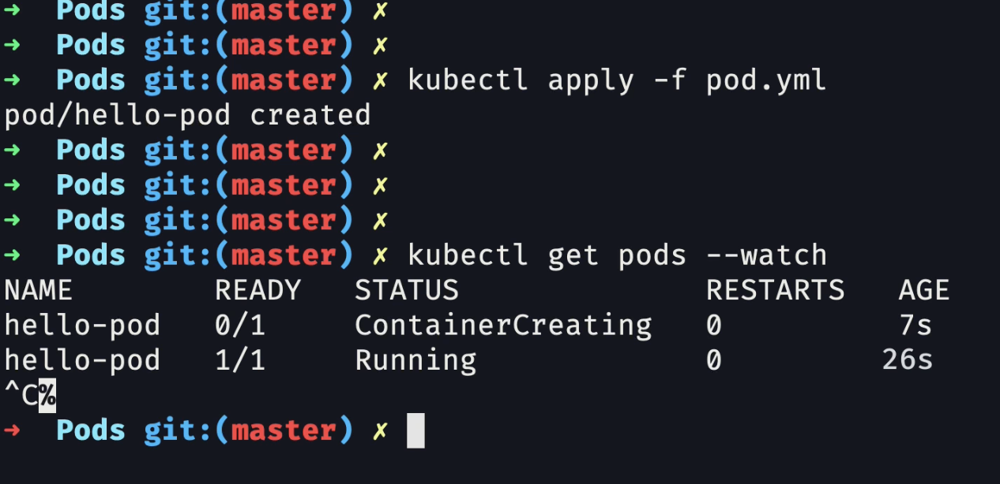 →  Pods git:(master) ✗
→  Pods git:(master) ✗
→  Pods git:(master) ✗ kubectl apply -f pod.yml
pod/hello-pod created
→  Pods git:(master) ✗
→  Pods git:(master) ✗
→  Pods git:(master) ✗
→  Pods git:(master) ✗ kubectl get pods --watch
NAME        READY   STATUS              RESTARTS   AGE
hello-pod   0/1     ContainerCreating   0          7s
hello-pod   1/1     Running             0         26s
^C%
→  Pods git:(master) ✗